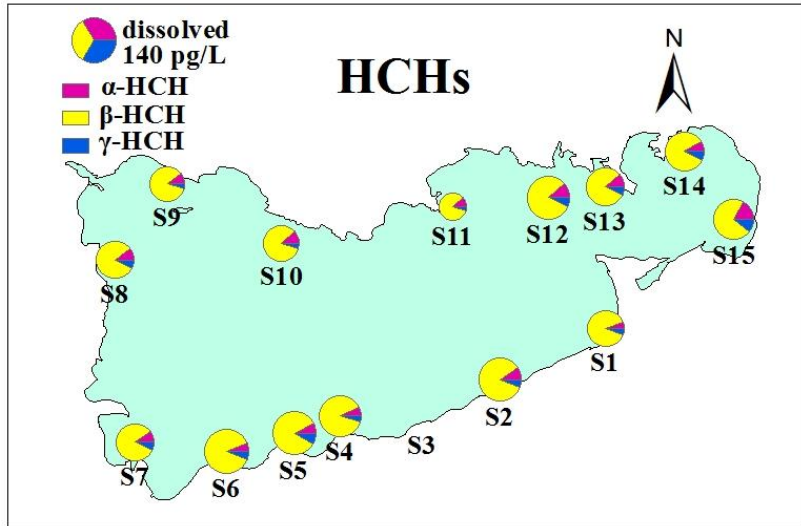 dissolved
140 pg/L
HCHs
N
α-HCH
β-HCH
γ-HCH
S14
S9
S11
S12
S13
S15
S10
S8
S1
S2
S3
S4
S5
S6
S7